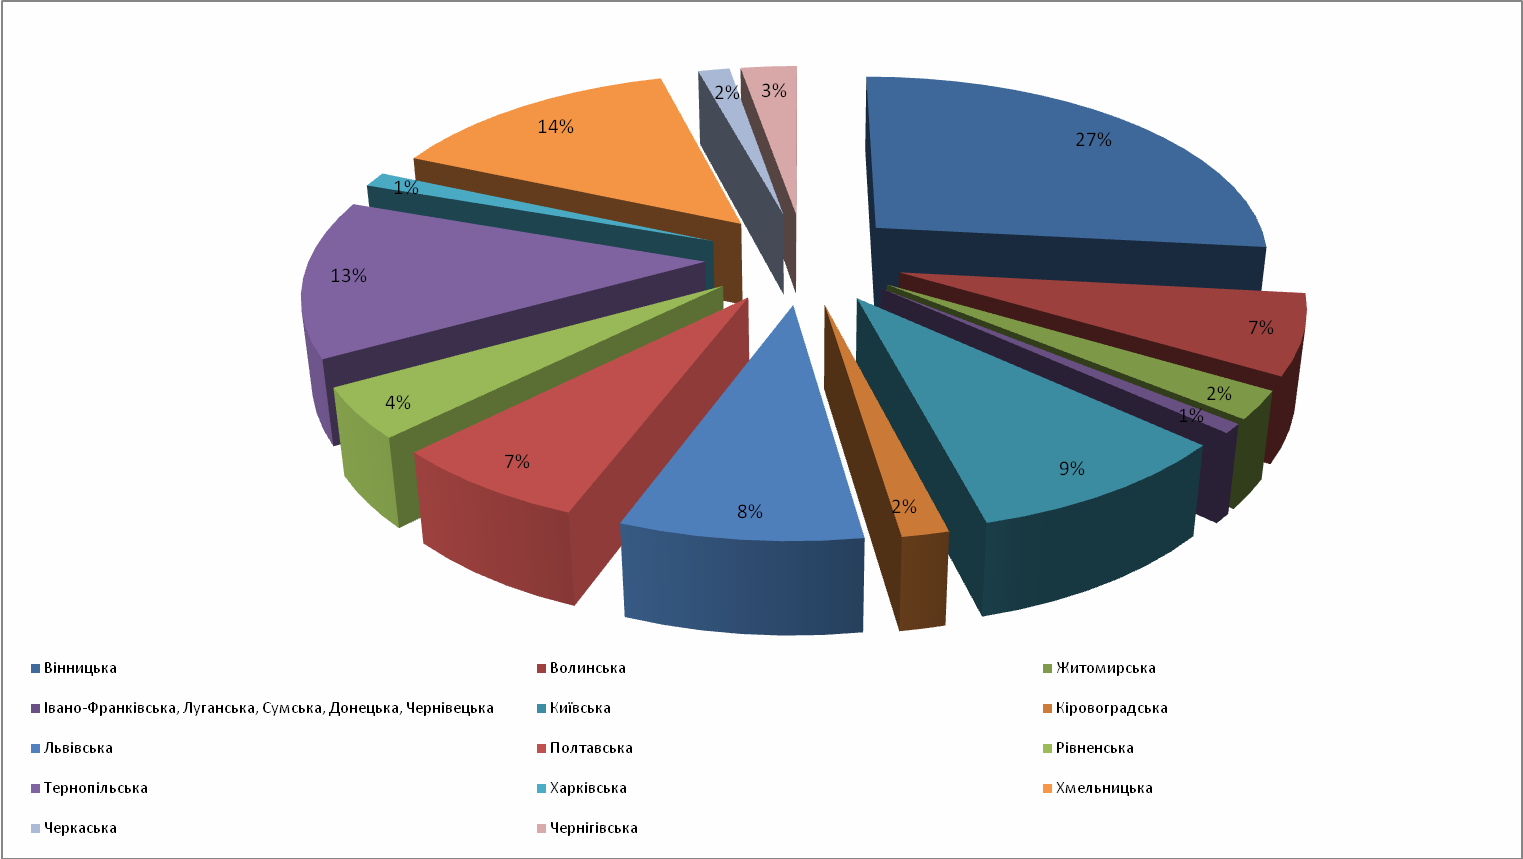 2%
3%
14%
27%
1%
13%
7%
4%
2%
1%
7%
9%
8%
2%
Вінницька
Волинська
Житомирська
Івано-Франківська, Луганська, Сумська, Донецька, Чернівецька
Київська
Кіровоградська
Львівська
Полтавська
Рівненська
Тернопільська
Харківська
Хмельницька
Черкаська
Чернігівська